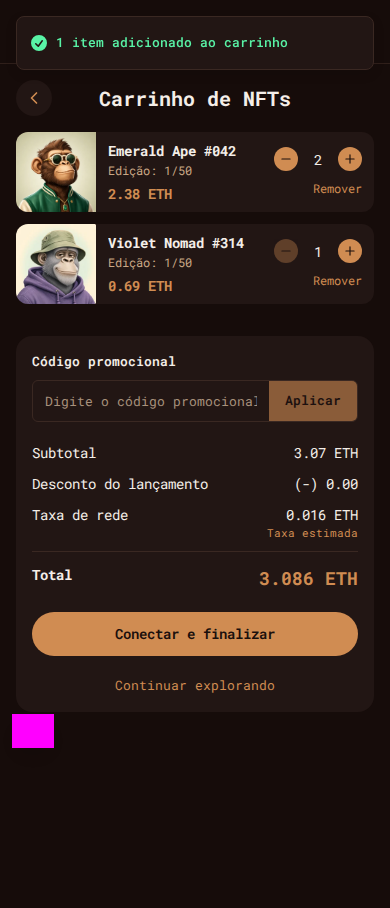 1 item adicionado ao carrinho
Carrinho de NFTs
Emerald Ape #042
Edição: 1/50
2.38 ETH
2
Remover
Violet Nomad #314
Edição: 1/50
0.69 ETH
1
Remover
Código promocional
Digite o código promocional
Aplicar
Subtotal
3.07 ETH
Desconto do lançamento
(-) 0.00
Taxa de rede
0.016 ETH
Taxa estimada
Total
3.086 ETH
Conectar e finalizar
Continuar explorando